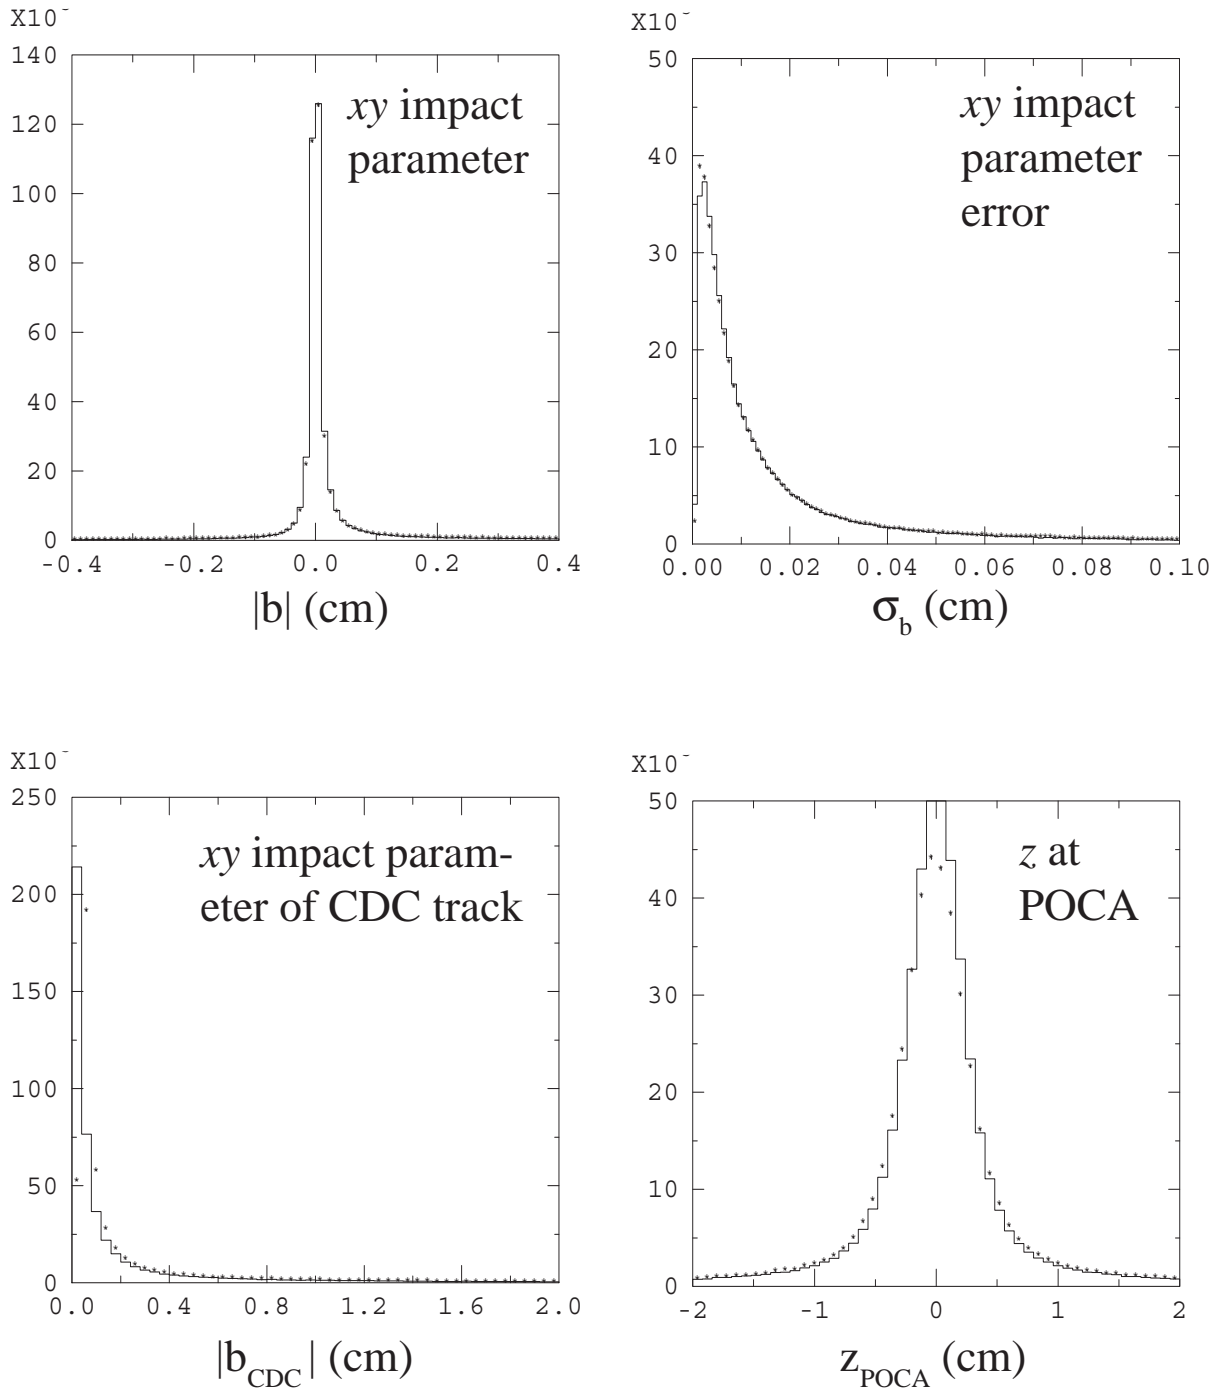 X10
140
120
100
80
60
40
20
0
-0.4 -0.2 0.0 0.2 0.4
xy impact
parameter
|b| (cm)
X10
50
40
30
20
10
0
0.00 0.02 0.04 0.06 0.08 0.10
xy impact
parameter
error
σb (cm)
X10
250
200
150
100
50
0
0.0 0.4 0.8 1.2 1.6 2.0
xy impact param-
eter of CDC track
|bCDC| (cm)
X10
50
40
30
20
10
0
-2 -1 0 1 2
z at
POCA
zPOCA (cm)